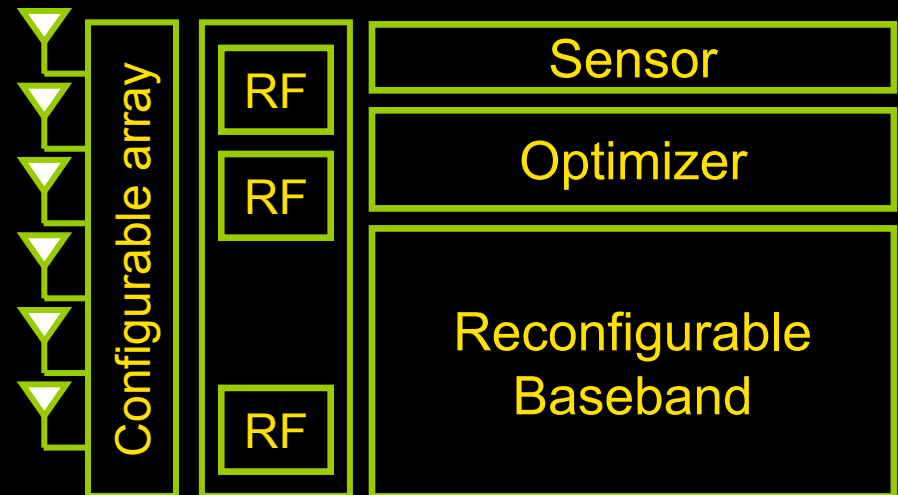 Configurable array
RF
RF
RF
Sensor
Optimizer
Reconfigurable
Baseband